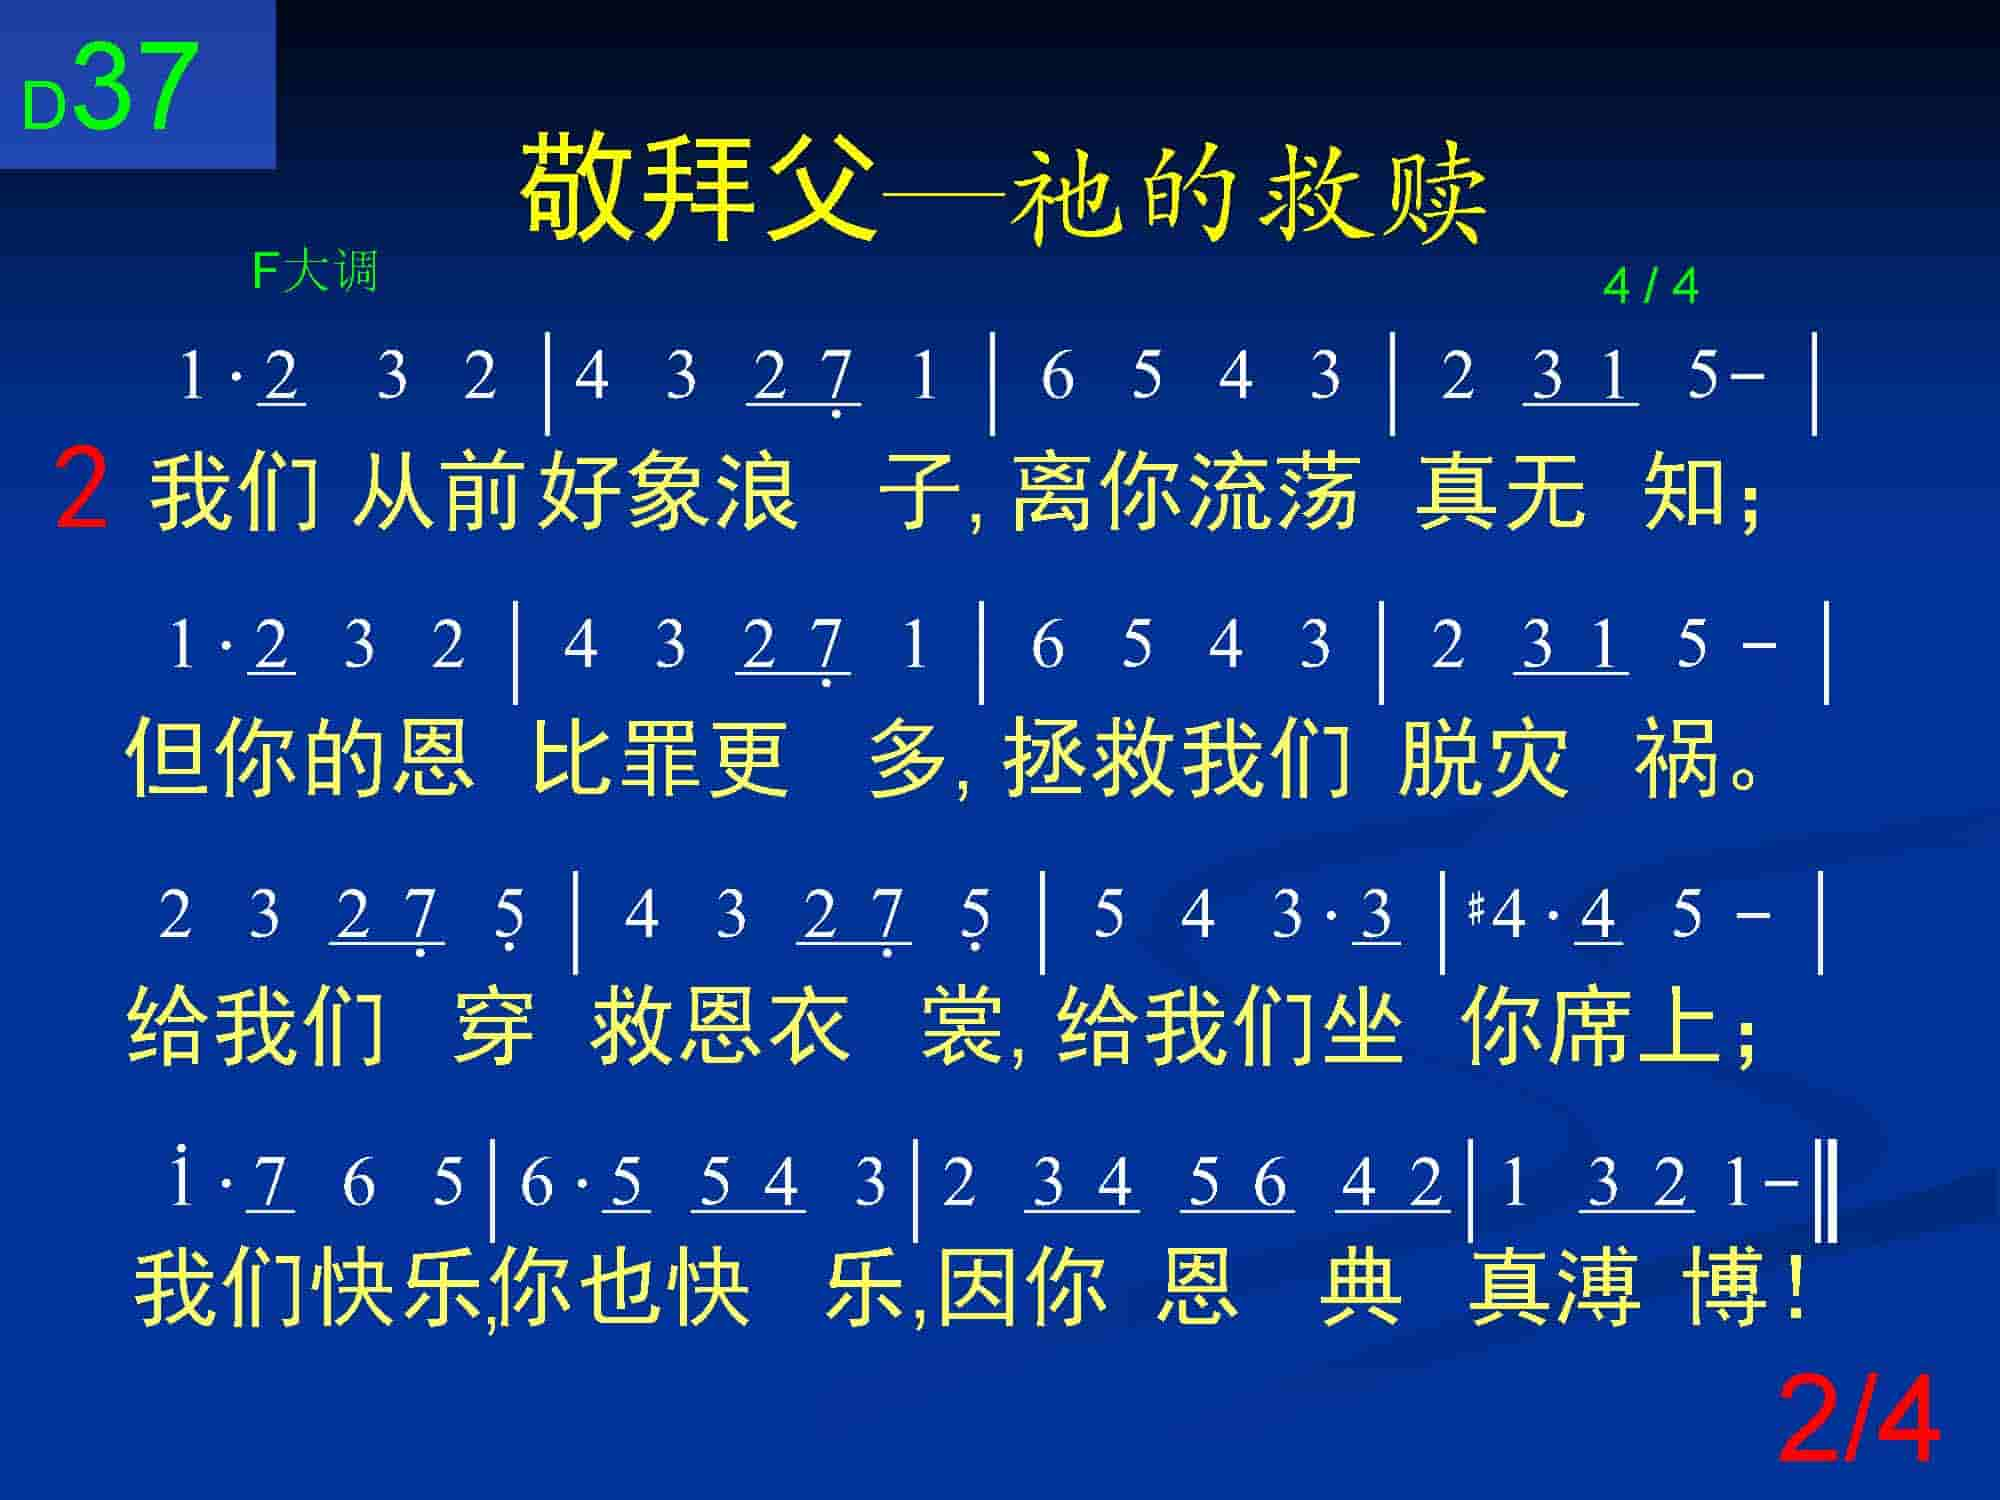 D37
敬拜父—祂的救赎
F大调 4 / 4
1 · 2 3 2 | 4 3 2 7̣ 1 | 6 5 4 3 | 2 3 1 5 – |
2 我们 从前好象浪 子,离你流荡 真无 知;
1 · 2 3 2 | 4 3 2 7̣ 1 | 6 5 4 3 | 2 3 1 5 – |
但你的恩 比罪更 多,拯救我们 脱灾 祸。
2 3 2 7̣ 5̣ | 4 3 2 7̣ 5̣ | 5 4 3 · 3 | ♯4 · 4 5 – |
给我们 穿 救恩衣 裳,给我们坐 你席上;
i · 7 6 5 | 6 · 5 5 4 3 | 2 3 4 5 6 4 2 | 1 3 2 1 – ‖
我们快乐,你也快 乐,因你 恩 典 真溥 博!
2/4